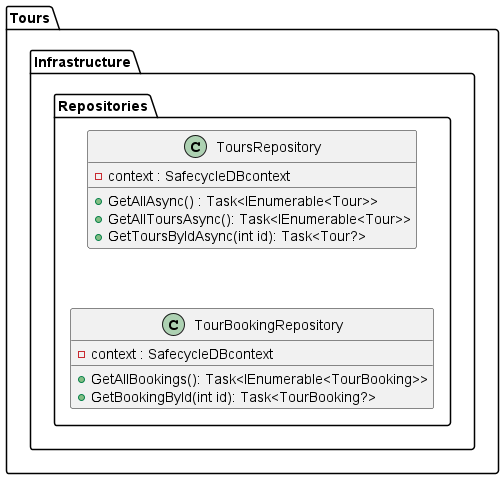 Tours
Infrastructure
Repositories
C ToursRepository
context : SafecycleDBcontext
GetAllAsync() : Task<IEnumerable<Tour>>
GetAllToursAsync(): Task<IEnumerable<Tour>>
GetToursByIdAsync(int id): Task<Tour?>
C TourBookingRepository
context : SafecycleDBcontext
GetAllBookings(): Task<IEnumerable<TourBooking>>
GetBookingById(int id): Task<TourBooking?>